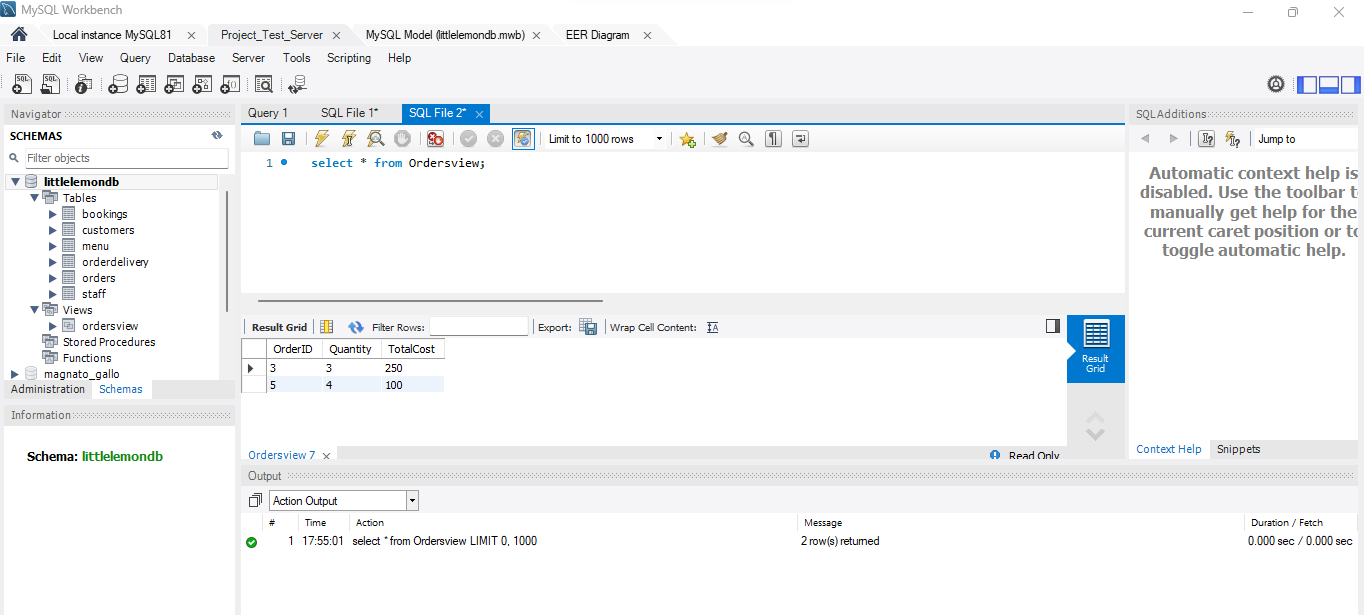 MySQL Workbench
Local instance MySQL81 × Project_Test_Server × MySQL Model (littlelemondb.mwb) × EER Diagram ×
File Edit View Query Database Server Tools Scripting Help
Navigator
SCHEMAS
Filter objects
littlelemondb
Tables
bookings
customers
menu
orderdelivery
orders
staff
Views
ordersview
Stored Procedures
Functions
magnato_gallo
Administration Schemas
Information
Schema: littlelemondb
Query 1 SQL File 1* SQL File 2* ×
Limit to 1000 rows
1 select * from Ordersview;
Result Grid Filter Rows: Export: Wrap Cell Content:
OrderID Quantity TotalCost
3 3 250
5 4 100
Result
Grid
Ordersview 7 × Read Only
Output
Action Output
# Time Action Message Duration / Fetch
1 17:55:01 select * from Ordersview LIMIT 0, 1000 2 row(s) returned 0.000 sec / 0.000 sec
SQLAdditions
Jump to
Automatic context help is
disabled. Use the toolbar t
manually get help for the
current caret position or to
toggle automatic help.
Context Help Snippets